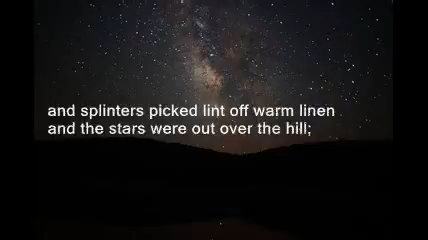 and splinters picked lint off warm linen
and the stars were out over the hill;